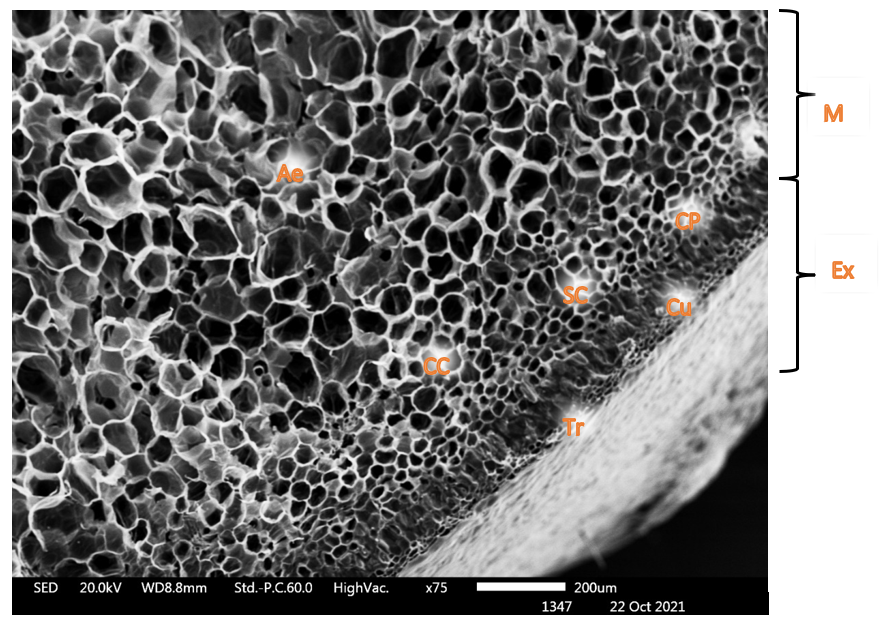 M
Ae
CP
Ex
SC
Cu
CC
Tr
SED 20.0kV WD8.8mm Std.-P.C.60.0 HighVac. x75 200um
1347 22 Oct 2021